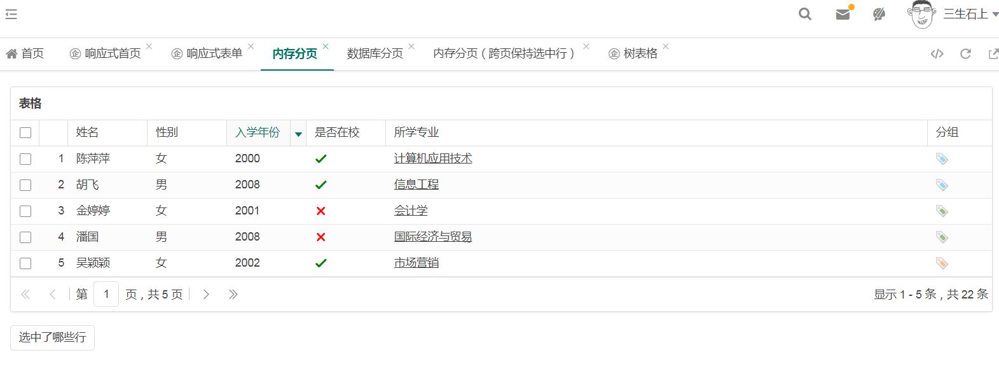 三生石上
首页 企 响应式首页 企 响应式表单 内存分页 数据库分页 内存分页（跨页保持选中行） 企 树表格
表格
姓名 性别 入学年份 是否在校 所学专业 分组
1 陈萍萍 女 2000 计算机应用技术
2 胡飞 男 2008 信息工程
3 金婷婷 女 2001 会计学
4 潘国 男 2008 国际经济与贸易
5 吴颖颖 女 2002 市场营销
第 1 页，共 5 页 显示 1 - 5 条，共 22 条
选中了哪些行